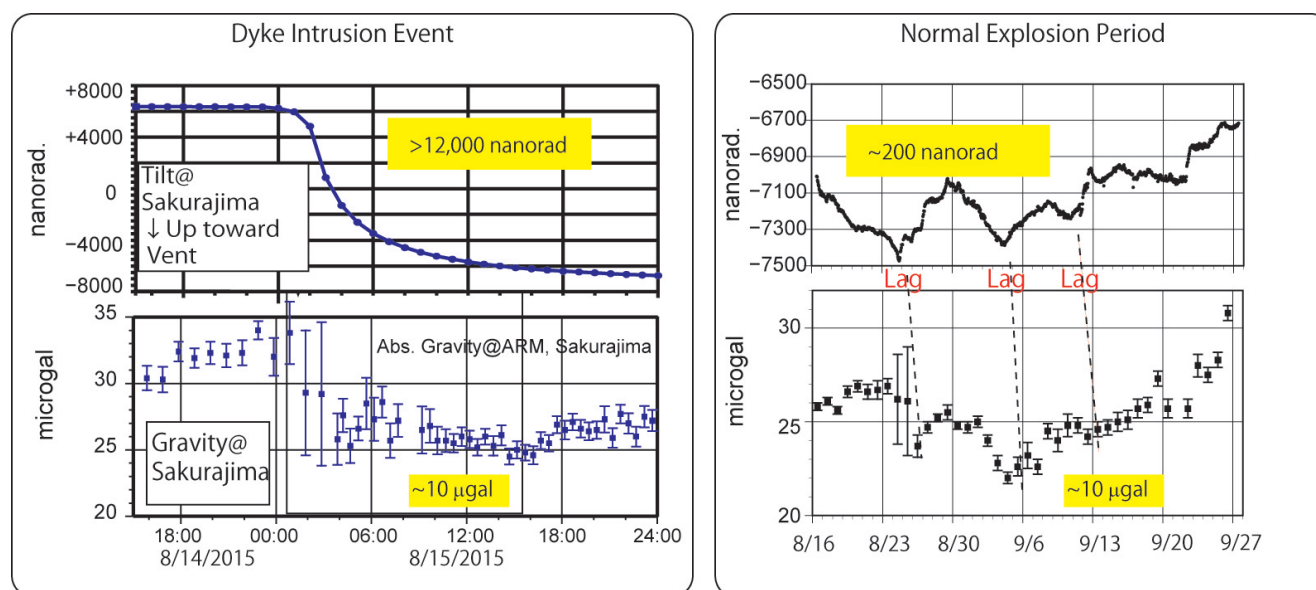 Dyke Intrusion Event
+8000
+4000
0
−4000
−8000
nanorad.
>12,000 nanorad
Tilt@
Sakurajima
↓ Up toward
Vent
35
30
25
20
microgal
Abs. Gravity@ARM, Sakurajima
Gravity@
Sakurajima
~10 µgal
18:00 00:00 06:00 12:00 18:00 24:00
8/14/2015 8/15/2015
Normal Explosion Period
−6500
−6700
−6900
−7100
−7300
−7500
nanorad.
~200 nanorad
Lag Lag Lag
30
25
20
microgal
~10 µgal
8/16 8/23 8/30 9/6 9/13 9/20 9/27